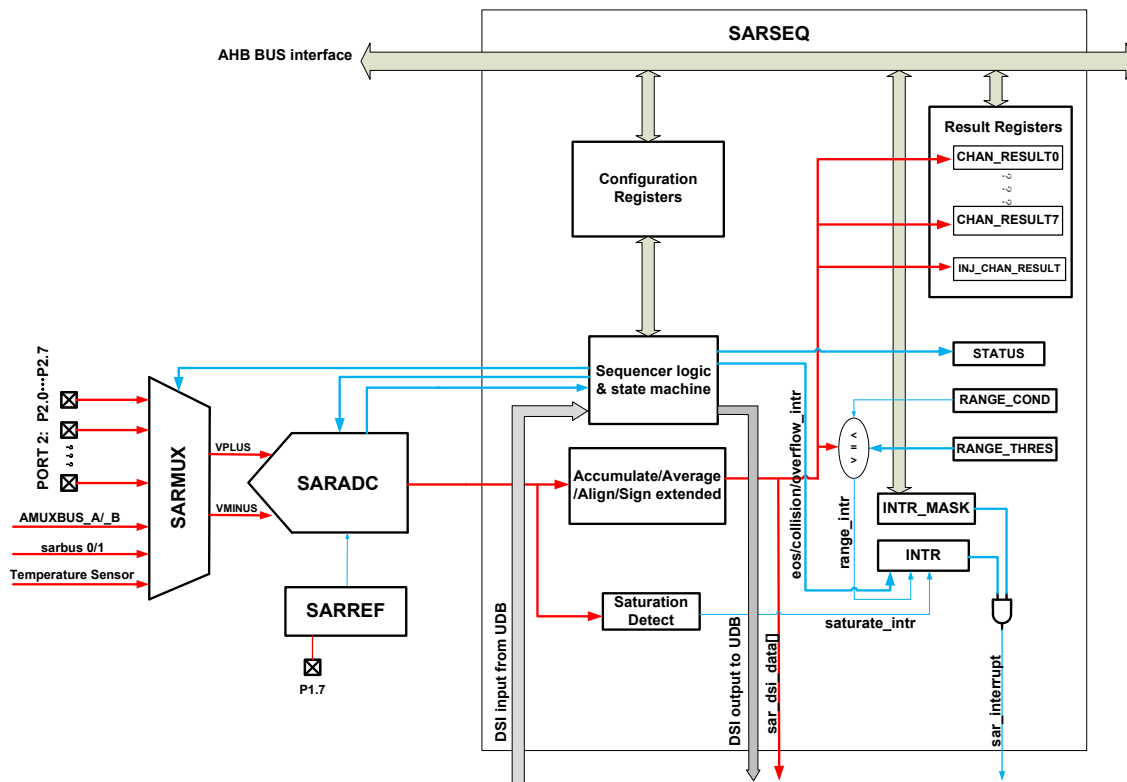 SARSEQ
AHB BUS interface
Result Registers
CHAN_RESULT0
? ? ?
CHAN_RESULT7
INJ_CHAN_RESULT
Configuration
Registers
Sequencer logic
& state machine
STATUS
RANGE_COND
RANGE_THRES
< = >
PORT 2: P2.0•••P2.7
¿ ¿ ¿
SARMUX
VPLUS
VMINUS
SARADC
Accumulate/Average
/Align/Sign extended
AMUXBUS_A/_B
sarbus 0/1
Temperature Sensor
SARREF
P1.7
Saturation
Detect
eos/collision/overflow_intr
range_intr
saturate_intr
INTR_MASK
INTR
DSI input from UDB
DSI output to UDB
sar_dsi_data[]
sar_interrupt